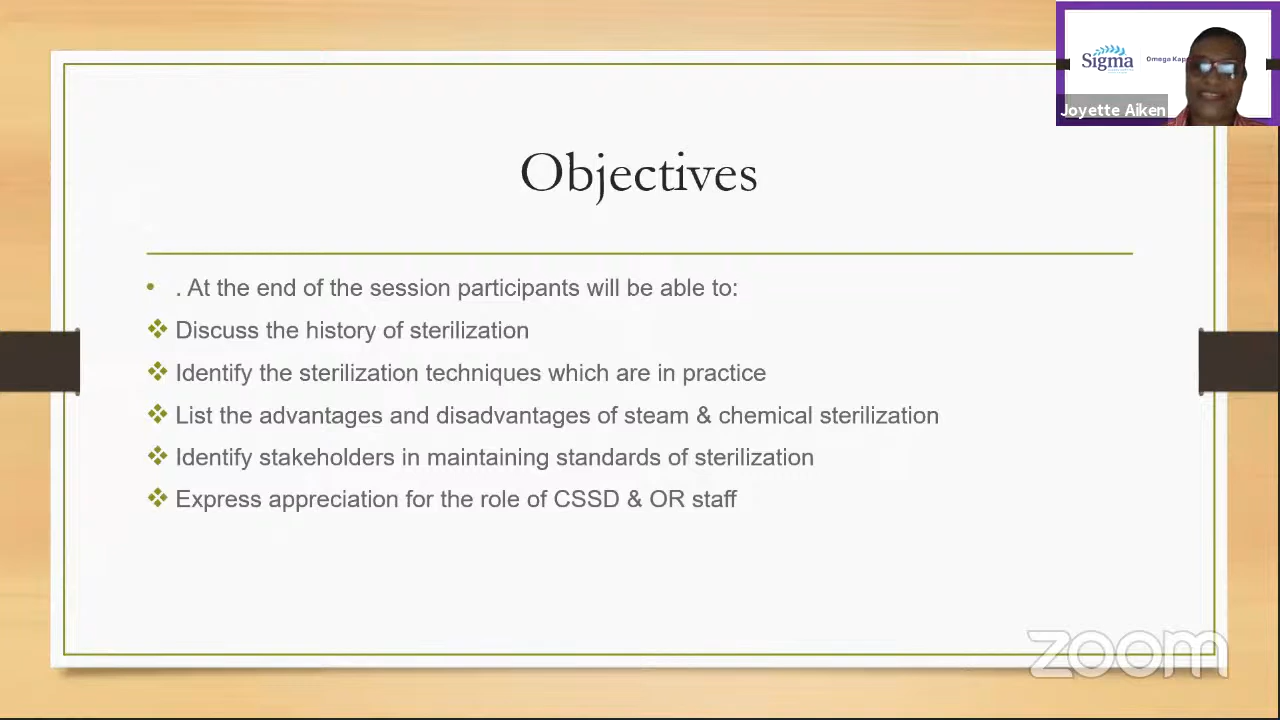 Objectives
• . At the end of the session participants will be able to:
❖ Discuss the history of sterilization
❖ Identify the sterilization techniques which are in practice
❖ List the advantages and disadvantages of steam & chemical sterilization
❖ Identify stakeholders in maintaining standards of sterilization
❖ Express appreciation for the role of CSSD & OR staff
Sigma
Omega Kap
Joyette Aiken
zoom